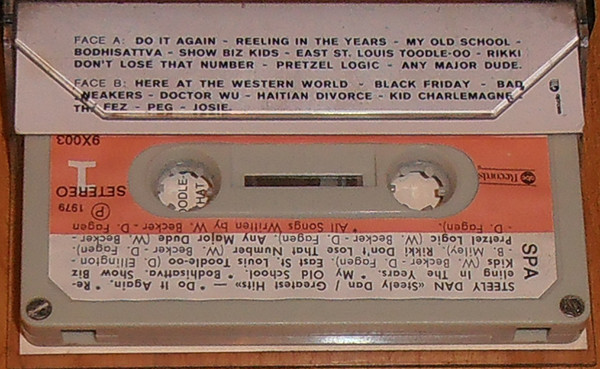 FACE A: DO IT AGAIN - REELING IN THE YEARS - MY OLD SCHOOL -
BODHISATTVA - SHOW BIZ KIDS - EAST ST. LOUIS TOODLE-OO - RIKKI
DON'T LOSE THAT NUMBER - PRETZEL LOGIC - ANY MAJOR DUDE.
FACE B: HERE AT THE WESTERN WORLD - BLACK FRIDAY - BAD
SNEAKERS - DOCTOR WU - HAITIAN DIVORCE - KID CHARLEMAGNE -
THE FEZ - PEG - JOSIE.
STEELY DAN «Steely Dan / Greatest Hits» — * Do It Again. * Re-
eling In The Years. * My Old School. * Bodhisattva. Show Biz
Kids (W. Becker - D. Fagen). East St. Louis Toodle-oo (D. Ellington
- B. Miley). Rikki Don't Lose That Number (W. Becker - D. Fagen).
Pretzel Logic (W. Becker - D. Fagen). Any Major Dude (W. Becker -
D. Fagen). *All Songs Written by W. Becker - D. Fagen
SPA
℗ 1979
SETEREO
9X003
abc Records
OODLE-
THAT